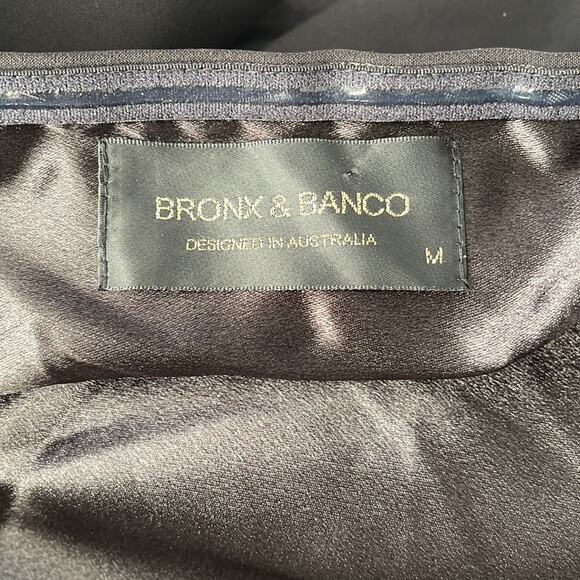 BRONX & BANCO
DESIGNED IN AUSTRALIA
M